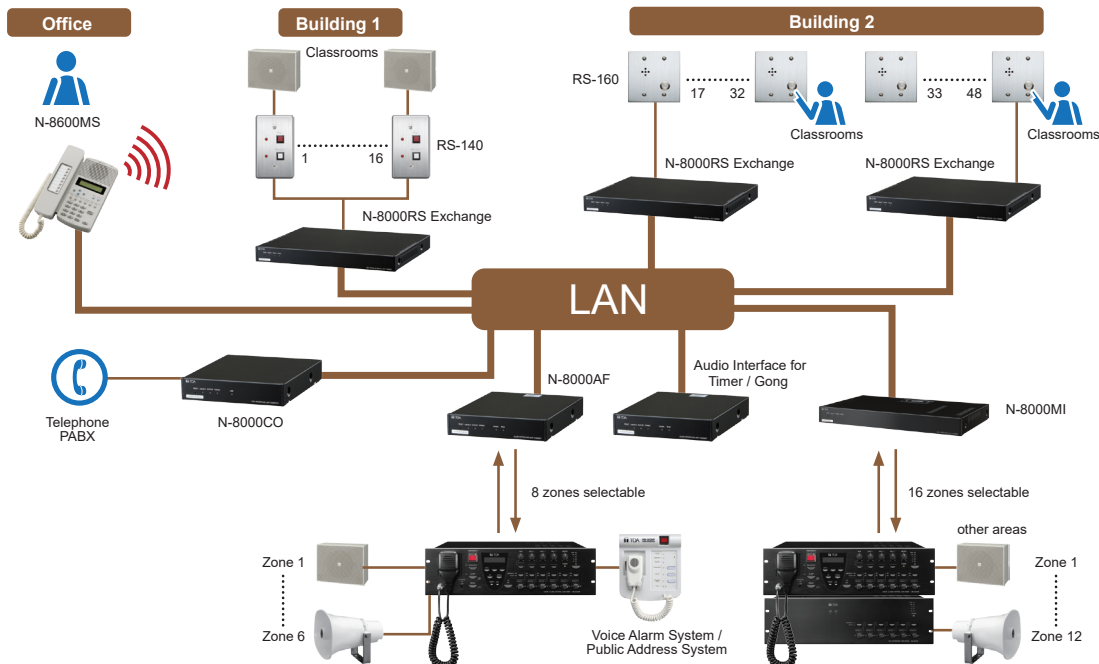 Office
Building 1
Building 2
N-8600MS
Classrooms
1
16
RS-140
N-8000RS Exchange
RS-160
17
32
33
48
Classrooms
Classrooms
N-8000RS Exchange
N-8000RS Exchange
LAN
Telephone
PABX
N-8000CO
N-8000AF
Audio Interface for
Timer / Gong
N-8000MI
8 zones selectable
16 zones selectable
Zone 1
Zone 6
TOA
Voice Alarm System /
Public Address System
other areas
Zone 1
Zone 12